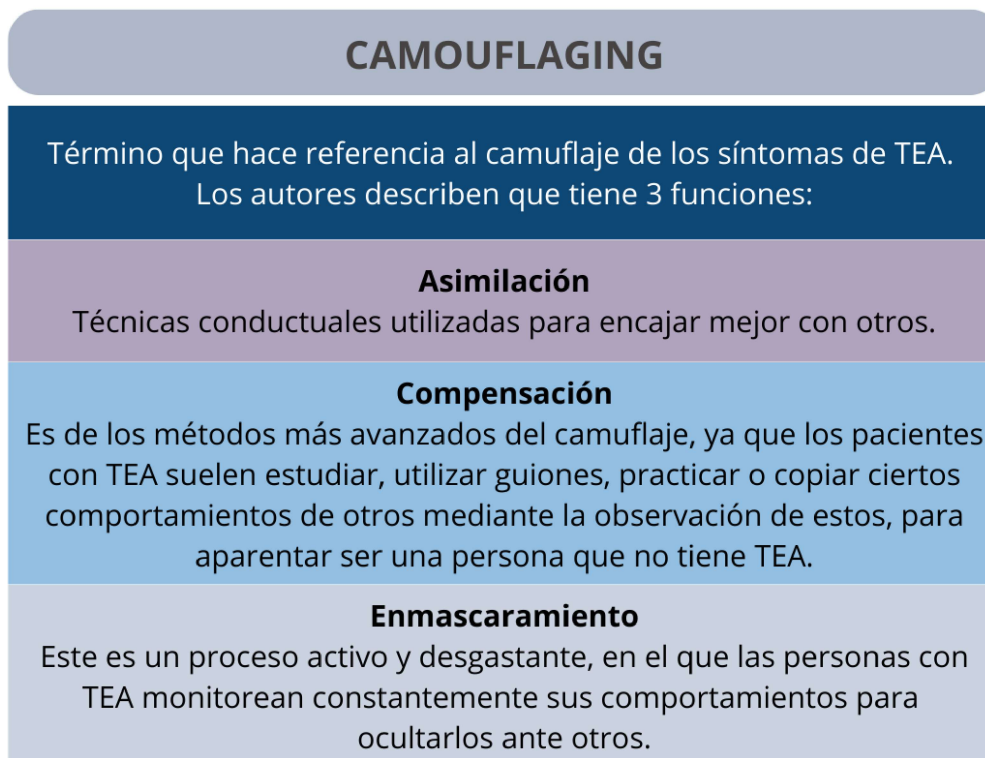 CAMOUFLAGING
Término que hace referencia al camuflaje de los síntomas de TEA.
Los autores describen que tiene 3 funciones:
Asimilación
Técnicas conductuales utilizadas para encajar mejor con otros.
Compensación
Es de los métodos más avanzados del camuflaje, ya que los pacientes
con TEA suelen estudiar, utilizar guiones, practicar o copiar ciertos
comportamientos de otros mediante la observación de estos, para
aparentar ser una persona que no tiene TEA.
Enmascaramiento
Este es un proceso activo y desgastante, en el que las personas con
TEA monitorean constantemente sus comportamientos para
ocultarlos ante otros.